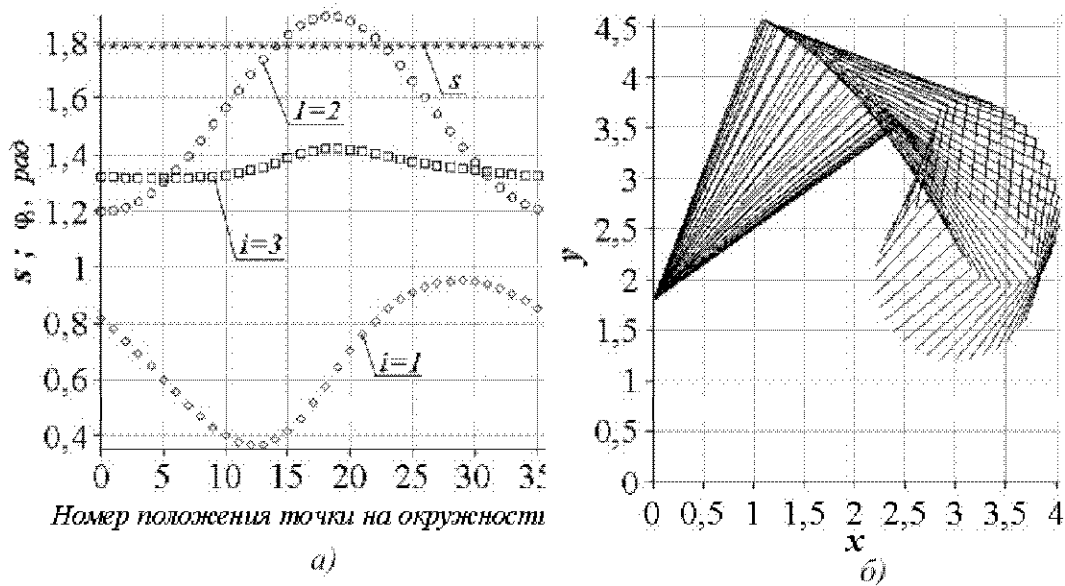 s ; φᵢ, рад
1,8
1,6
1,4
1,2
1
0,8
0,6
0,4
0 5 10 15 20 25 30 35
I=2
s
i=3
i=1
Номер положения точки на окружности
а)
y
4,5
4
3,5
3
2,5
2
1,5
1
0,5
0
0 0,5 1 1,5 2 2,5 3 3,5 4
x
б)